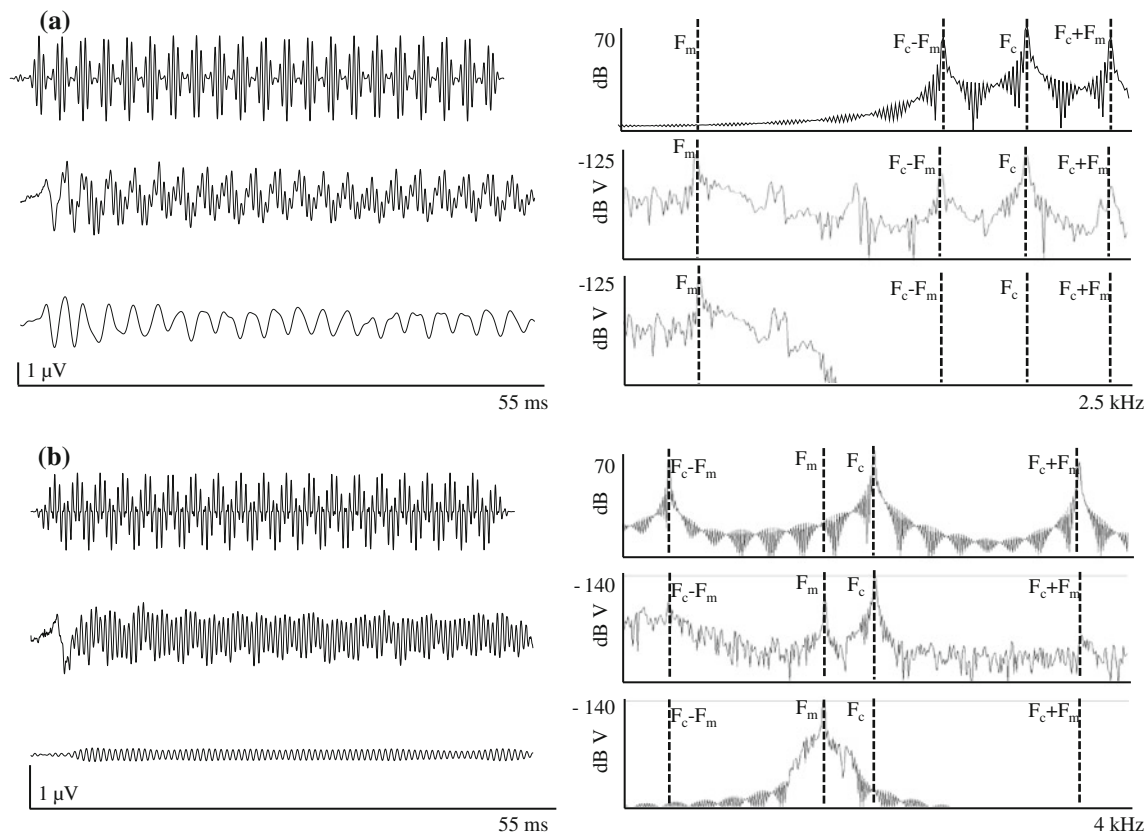 (a)
70
dB
Fm
Fc-Fm
Fc
Fc+Fm
-125
dB V
Fm
Fc-Fm
Fc
Fc+Fm
-125
dB V
Fm
Fc-Fm
Fc
Fc+Fm
1 µV
55 ms
2.5 kHz
(b)
70
dB
Fc-Fm
Fm
Fc
Fc+Fm
- 140
dB V
Fc-Fm
Fm
Fc
Fc+Fm
- 140
dB V
Fc-Fm
Fm
Fc
Fc+Fm
1 µV
55 ms
4 kHz